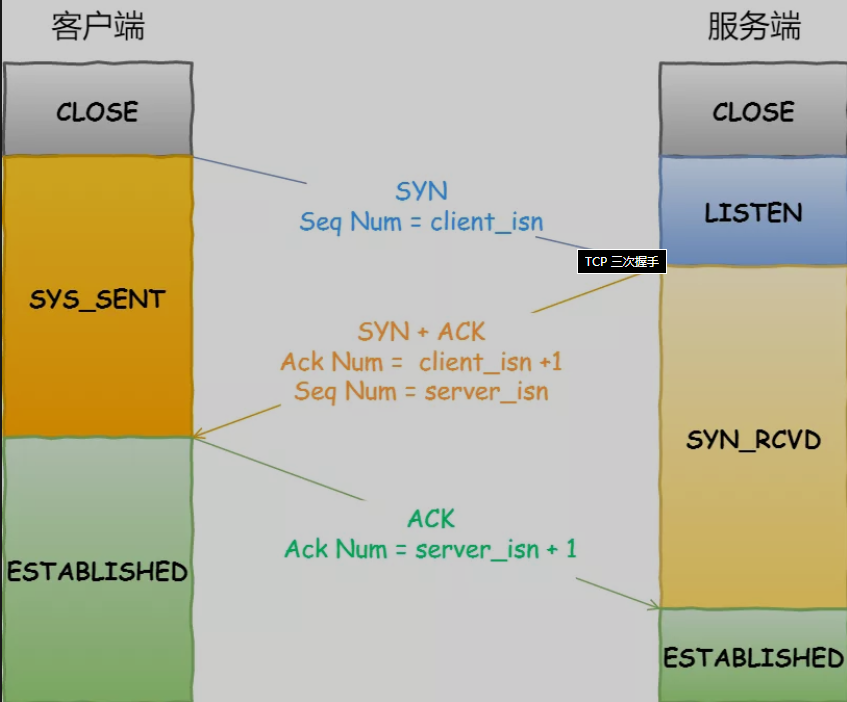 客户端
服务端
CLOSE
CLOSE
SYN
Seq Num = client_isn
LISTEN
TCP 三次握手
SYS_SENT
SYN + ACK
Ack Num = client_isn +1
Seq Num = server_isn
SYN_RCVD
ACK
Ack Num = server_isn + 1
ESTABLISHED
ESTABLISHED